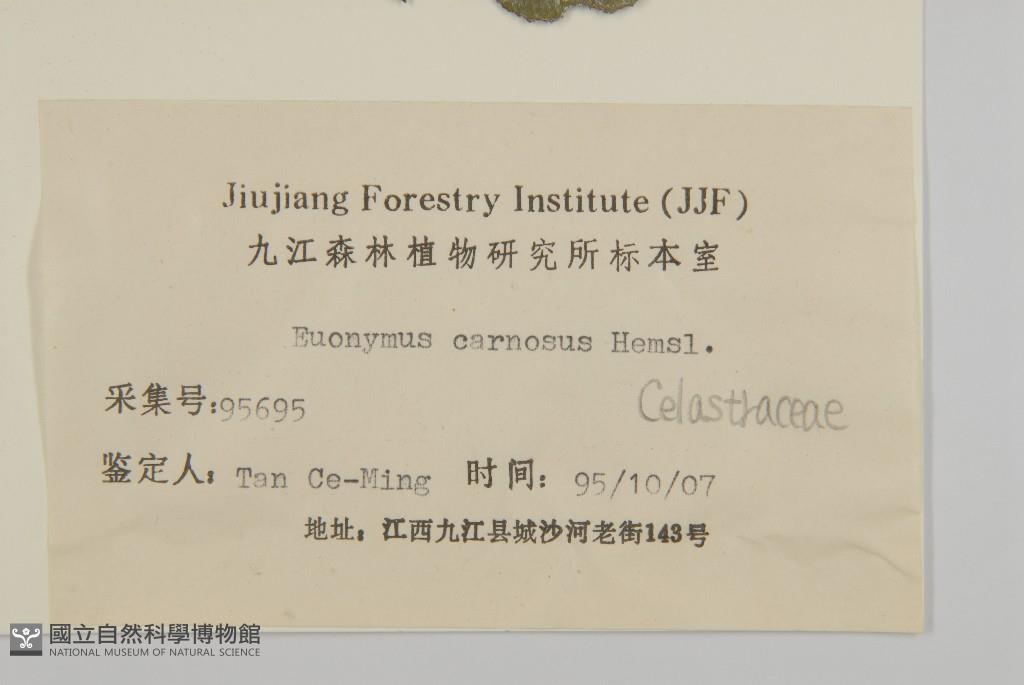 Jiujiang Forestry Institute (JJF)
九江森林植物研究所标本室
Euonymus carnosus Hemsl.
采集号:95695
Celastraceae
鉴定人: Tan Ce-Ming 时间: 95/10/07
地址: 江西九江县城沙河老街143号
國立自然科學博物館
NATIONAL MUSEUM OF NATURAL SCIENCE